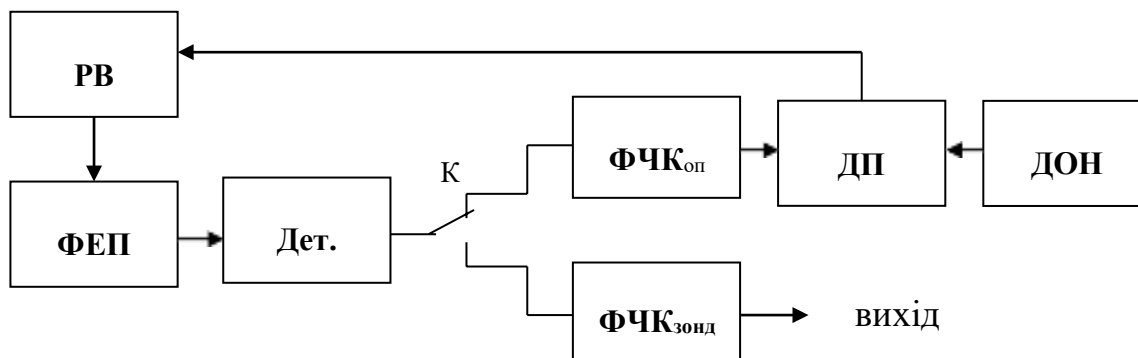 РВ
ФЕП
Дет.
К
ФЧКоп
ФЧКзонд
ДП
ДОН
вихід